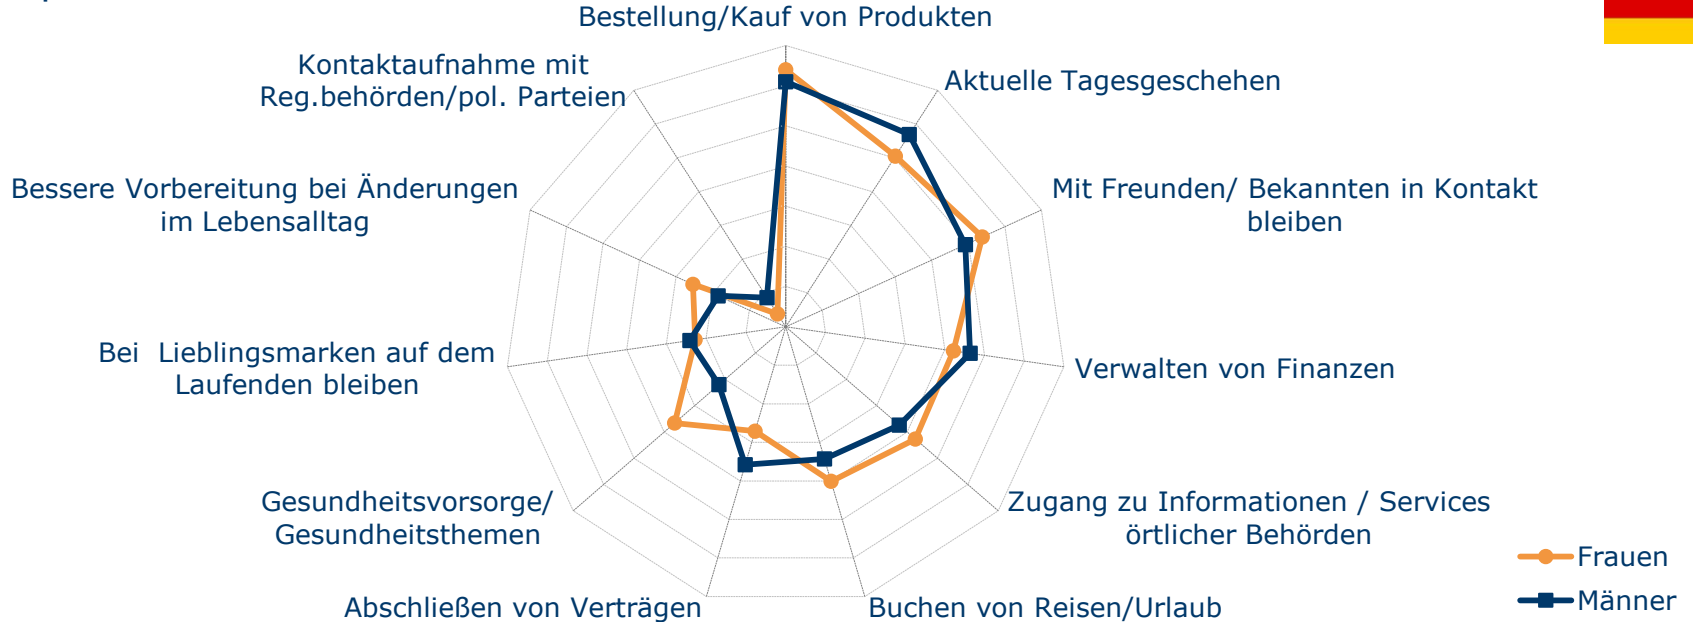 Bestellung/Kauf von Produkten
Kontaktaufnahme mit
Reg.behörden/pol. Parteien
Aktuelle Tagesgeschehen
Bessere Vorbereitung bei Änderungen
im Lebensalltag
Mit Freunden/ Bekannten in Kontakt
bleiben
Bei  Lieblingsmarken auf dem
Laufenden bleiben
Verwalten von Finanzen
Gesundheitsvorsorge/
Gesundheitsthemen
Zugang zu Informationen / Services
örtlicher Behörden
Abschließen von Verträgen
Buchen von Reisen/Urlaub
Frauen
Männer